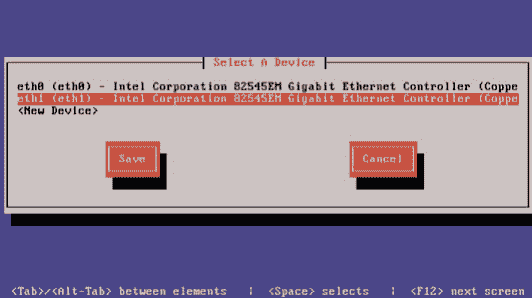 Select A Device
eth0 (eth0) - Intel Corporation 82545EM Gigabit Ethernet Controller (Coppe
eth1 (eth1) - Intel Corporation 82545EM Gigabit Ethernet Controller (Coppe
<New Device>
Save Cancel
<Tab>/<Alt-Tab> between elements | <Space> selects | <F12> next screen